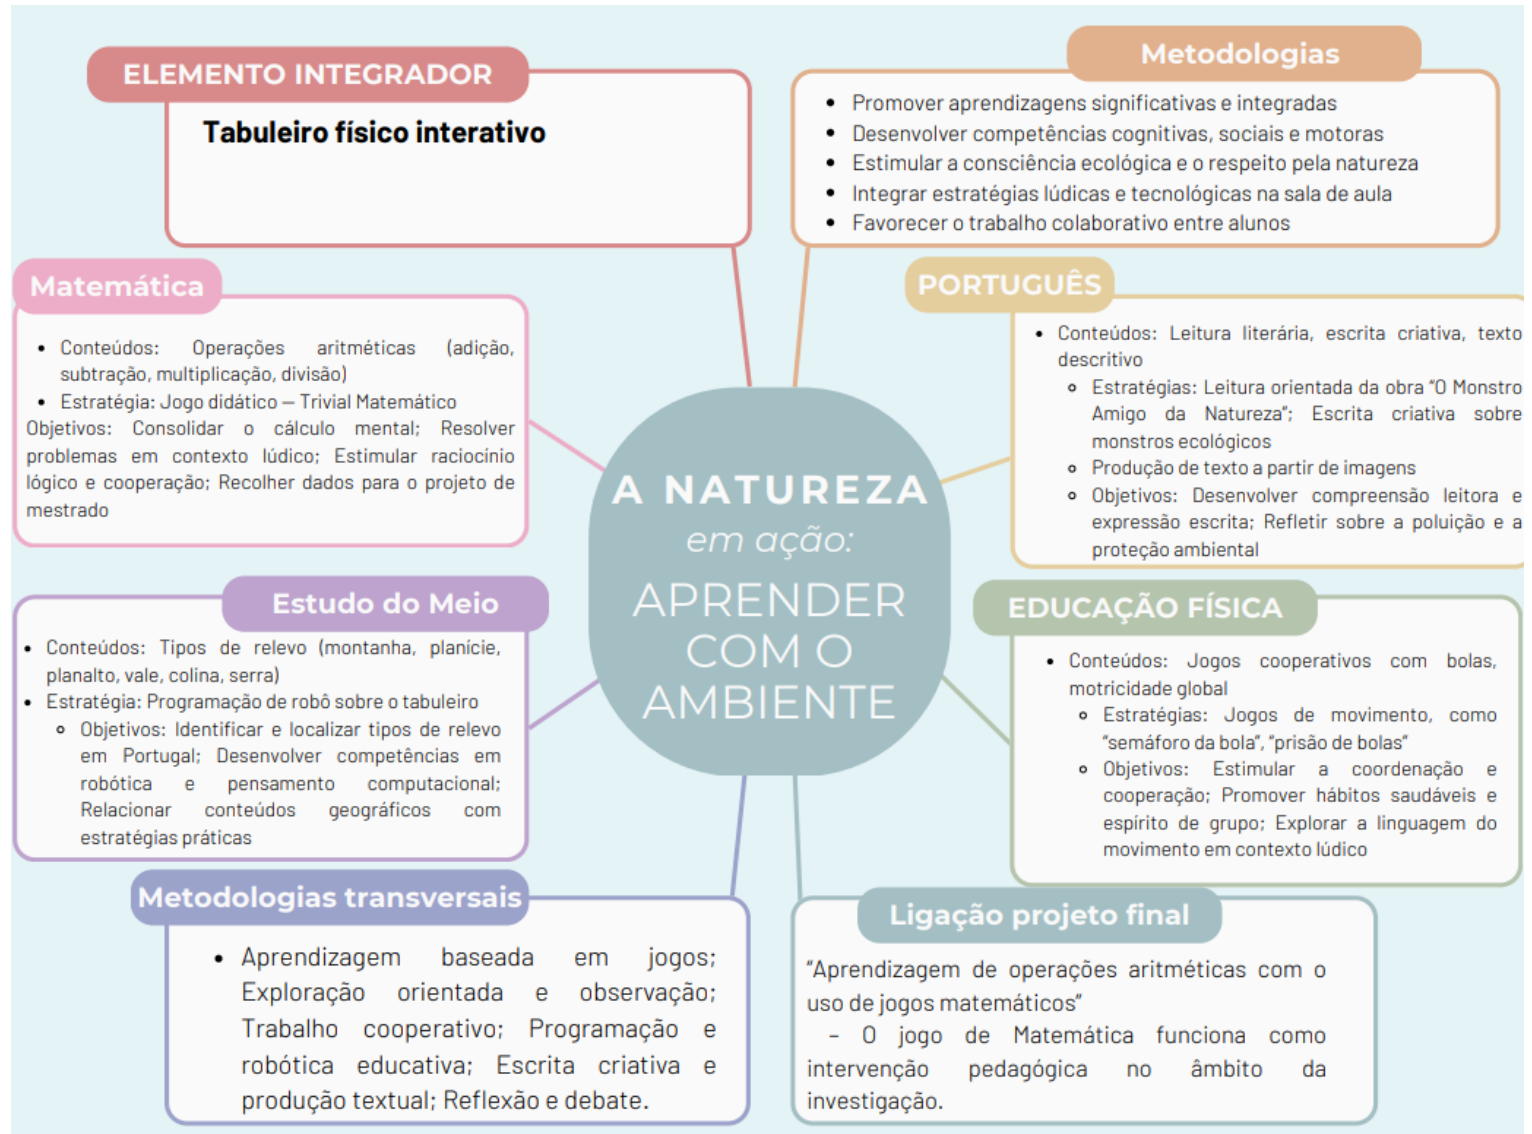 ELEMENTO INTEGRADOR
Tabuleiro físico interativo
Metodologias
• Promover aprendizagens significativas e integradas
• Desenvolver competências cognitivas, sociais e motoras
• Estimular a consciência ecológica e o respeito pela natureza
• Integrar estratégias lúdicas e tecnológicas na sala de aula
• Favorecer o trabalho colaborativo entre alunos
Matemática
• Conteúdos: Operações aritméticas (adição,
subtração, multiplicação, divisão)
• Estratégia: Jogo didático – Trivial Matemático
Objetivos: Consolidar o cálculo mental; Resolver
problemas em contexto lúdico; Estimular raciocínio
lógico e cooperação; Recolher dados para o projeto de
mestrado
PORTUGUÊS
• Conteúdos: Leitura literária, escrita criativa, texto
descritivo
◦ Estratégias: Leitura orientada da obra “O Monstro
Amigo da Natureza”; Escrita criativa sobre
monstros ecológicos
◦ Produção de texto a partir de imagens
◦ Objetivos: Desenvolver compreensão leitora e
expressão escrita; Refletir sobre a poluição e a
proteção ambiental
A NATUREZA
em ação:
APRENDER
COM O
AMBIENTE
Estudo do Meio
• Conteúdos: Tipos de relevo (montanha, planície,
planalto, vale, colina, serra)
• Estratégia: Programação de robô sobre o tabuleiro
◦ Objetivos: Identificar e localizar tipos de relevo
em Portugal; Desenvolver competências em
robótica e pensamento computacional;
Relacionar conteúdos geográficos com
estratégias práticas
EDUCAÇÃO FÍSICA
• Conteúdos: Jogos cooperativos com bolas,
motricidade global
◦ Estratégias: Jogos de movimento, como
“semáforo da bola”, “prisão de bolas”
◦ Objetivos: Estimular a coordenação e
cooperação; Promover hábitos saudáveis e
espírito de grupo; Explorar a linguagem do
movimento em contexto lúdico
Metodologias transversais
• Aprendizagem baseada em jogos;
Exploração orientada e observação;
Trabalho cooperativo; Programação e
robótica educativa; Escrita criativa e
produção textual; Reflexão e debate.
Ligação projeto final
“Aprendizagem de operações aritméticas com o
uso de jogos matemáticos”
– O jogo de Matemática funciona como
intervenção pedagógica no âmbito da
investigação.